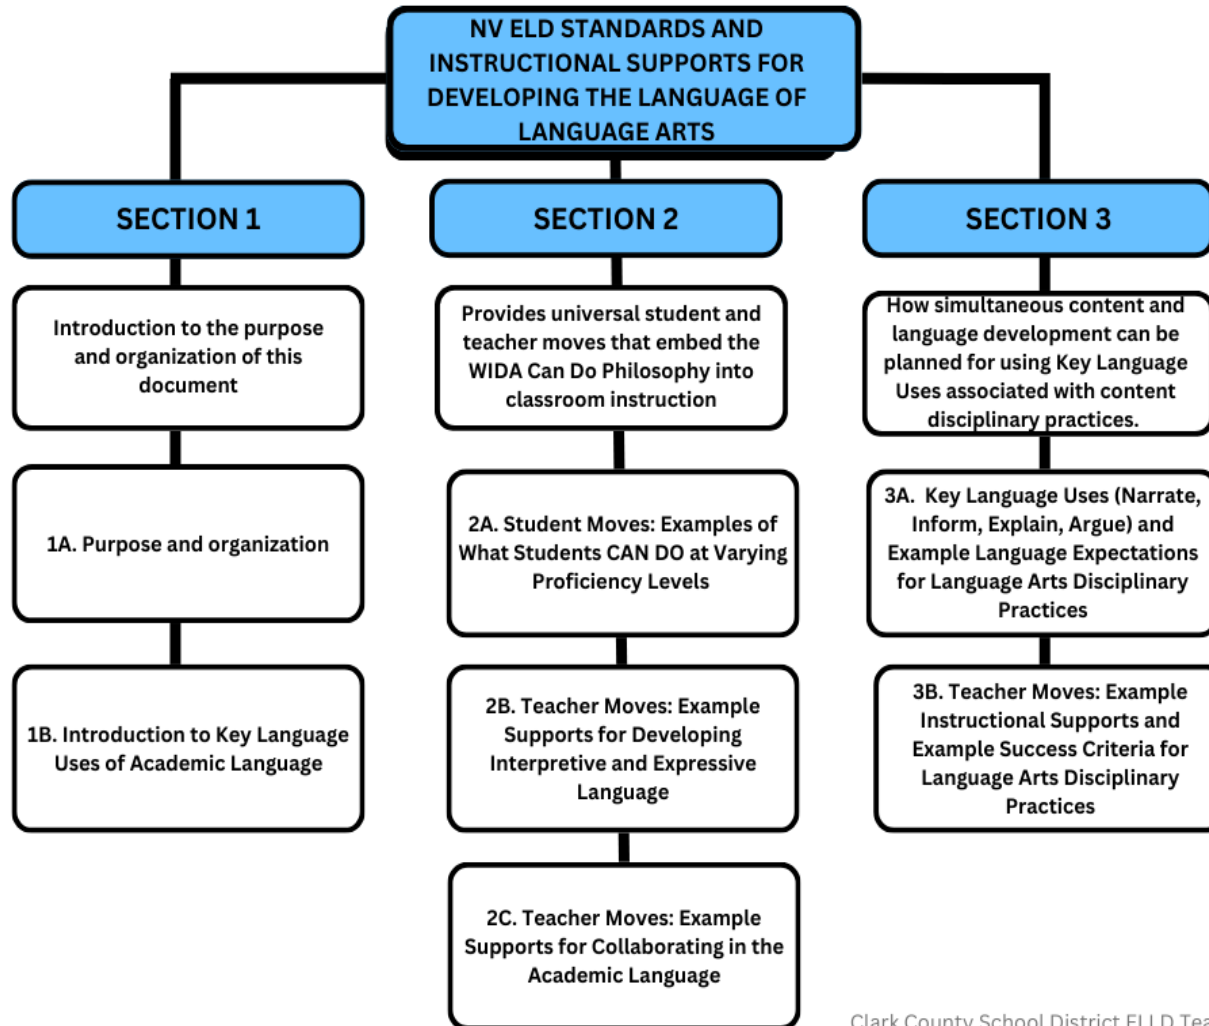 NV ELD STANDARDS AND
INSTRUCTIONAL SUPPORTS FOR
DEVELOPING THE LANGUAGE OF
LANGUAGE ARTS
SECTION 1
Introduction to the purpose
and organization of this
document
1A. Purpose and organization
1B. Introduction to Key Language
Uses of Academic Language
SECTION 2
Provides universal student and
teacher moves that embed the
WIDA Can Do Philosophy into
classroom instruction
2A. Student Moves: Examples of
What Students CAN DO at Varying
Proficiency Levels
2B. Teacher Moves: Example
Supports for Developing
Interpretive and Expressive
Language
2C. Teacher Moves: Example
Supports for Collaborating in the
Academic Language
SECTION 3
How simultaneous content and
language development can be
planned for using Key Language
Uses associated with content
disciplinary practices.
3A. Key Language Uses (Narrate,
Inform, Explain, Argue) and
Example Language Expectations
for Language Arts Disciplinary
Practices
3B. Teacher Moves: Example
Instructional Supports and
Example Success Criteria for
Language Arts Disciplinary
Practices
Clark County School District ELLD